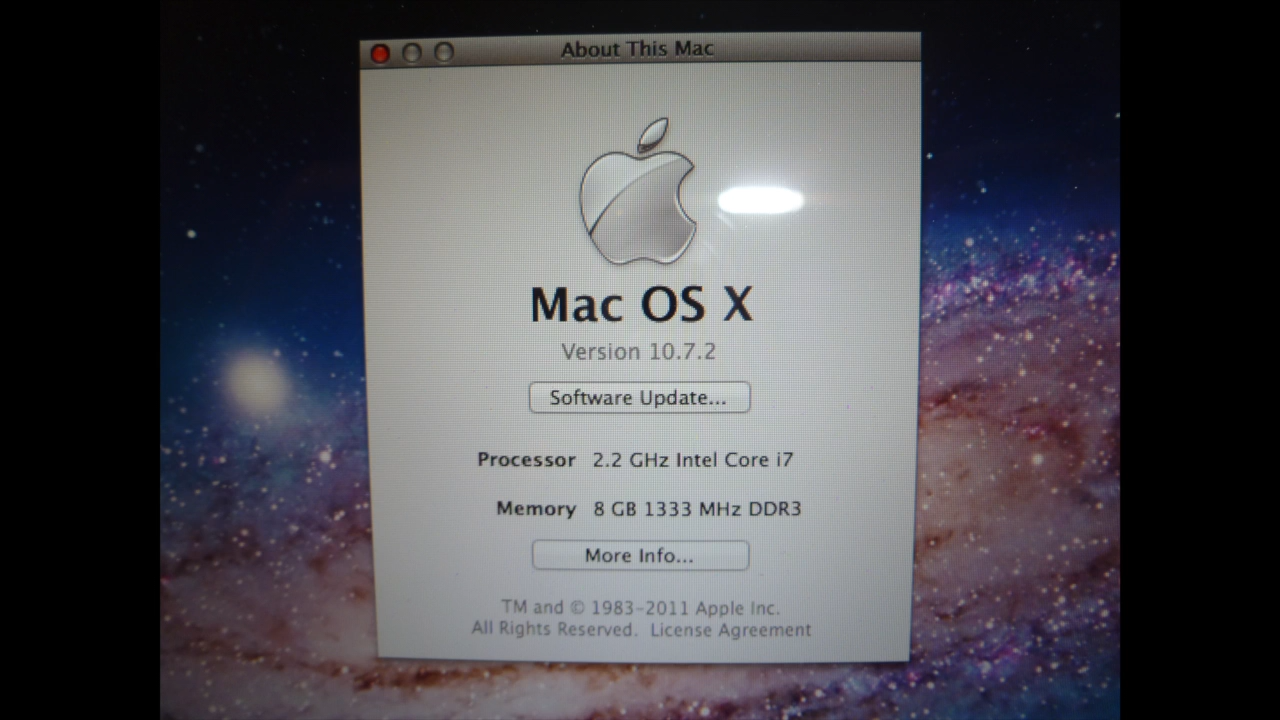 About This Mac
Mac OS X
Version 10.7.2
Software Update...
Processor 2.2 GHz Intel Core i7
Memory 8 GB 1333 MHz DDR3
More Info...
TM and © 1983–2011 Apple Inc.
All Rights Reserved. License Agreement